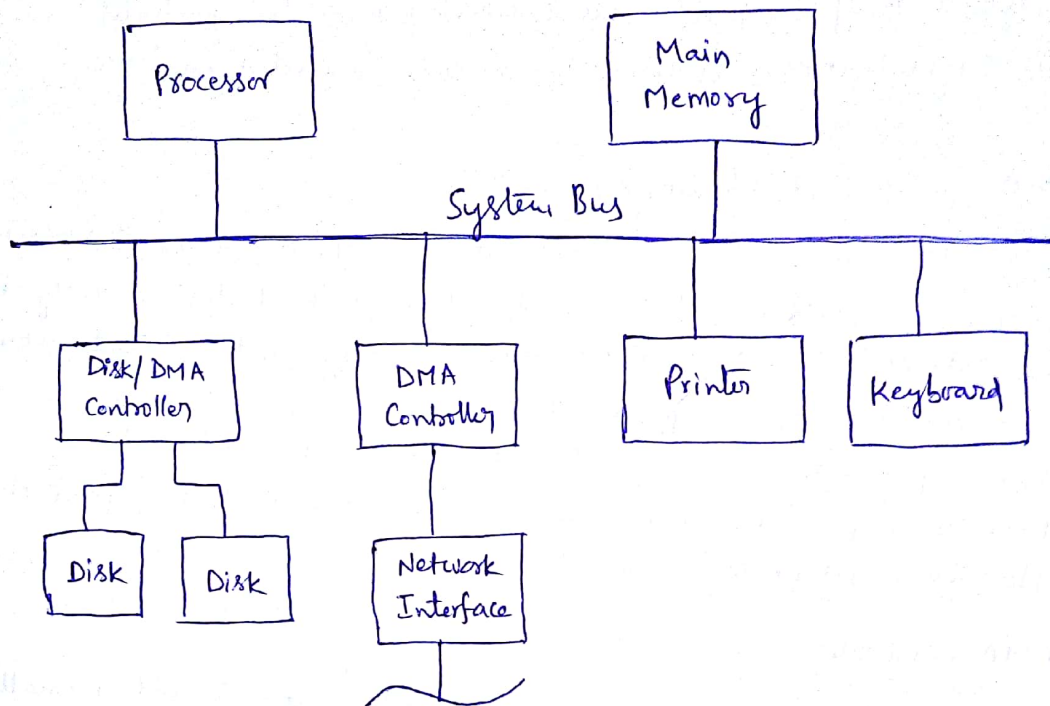 Processor
Main
Memory
System Bus
Disk/DMA
Controller
DMA
Controller
Printer
Keyboard
Disk
Disk
Network
Interface